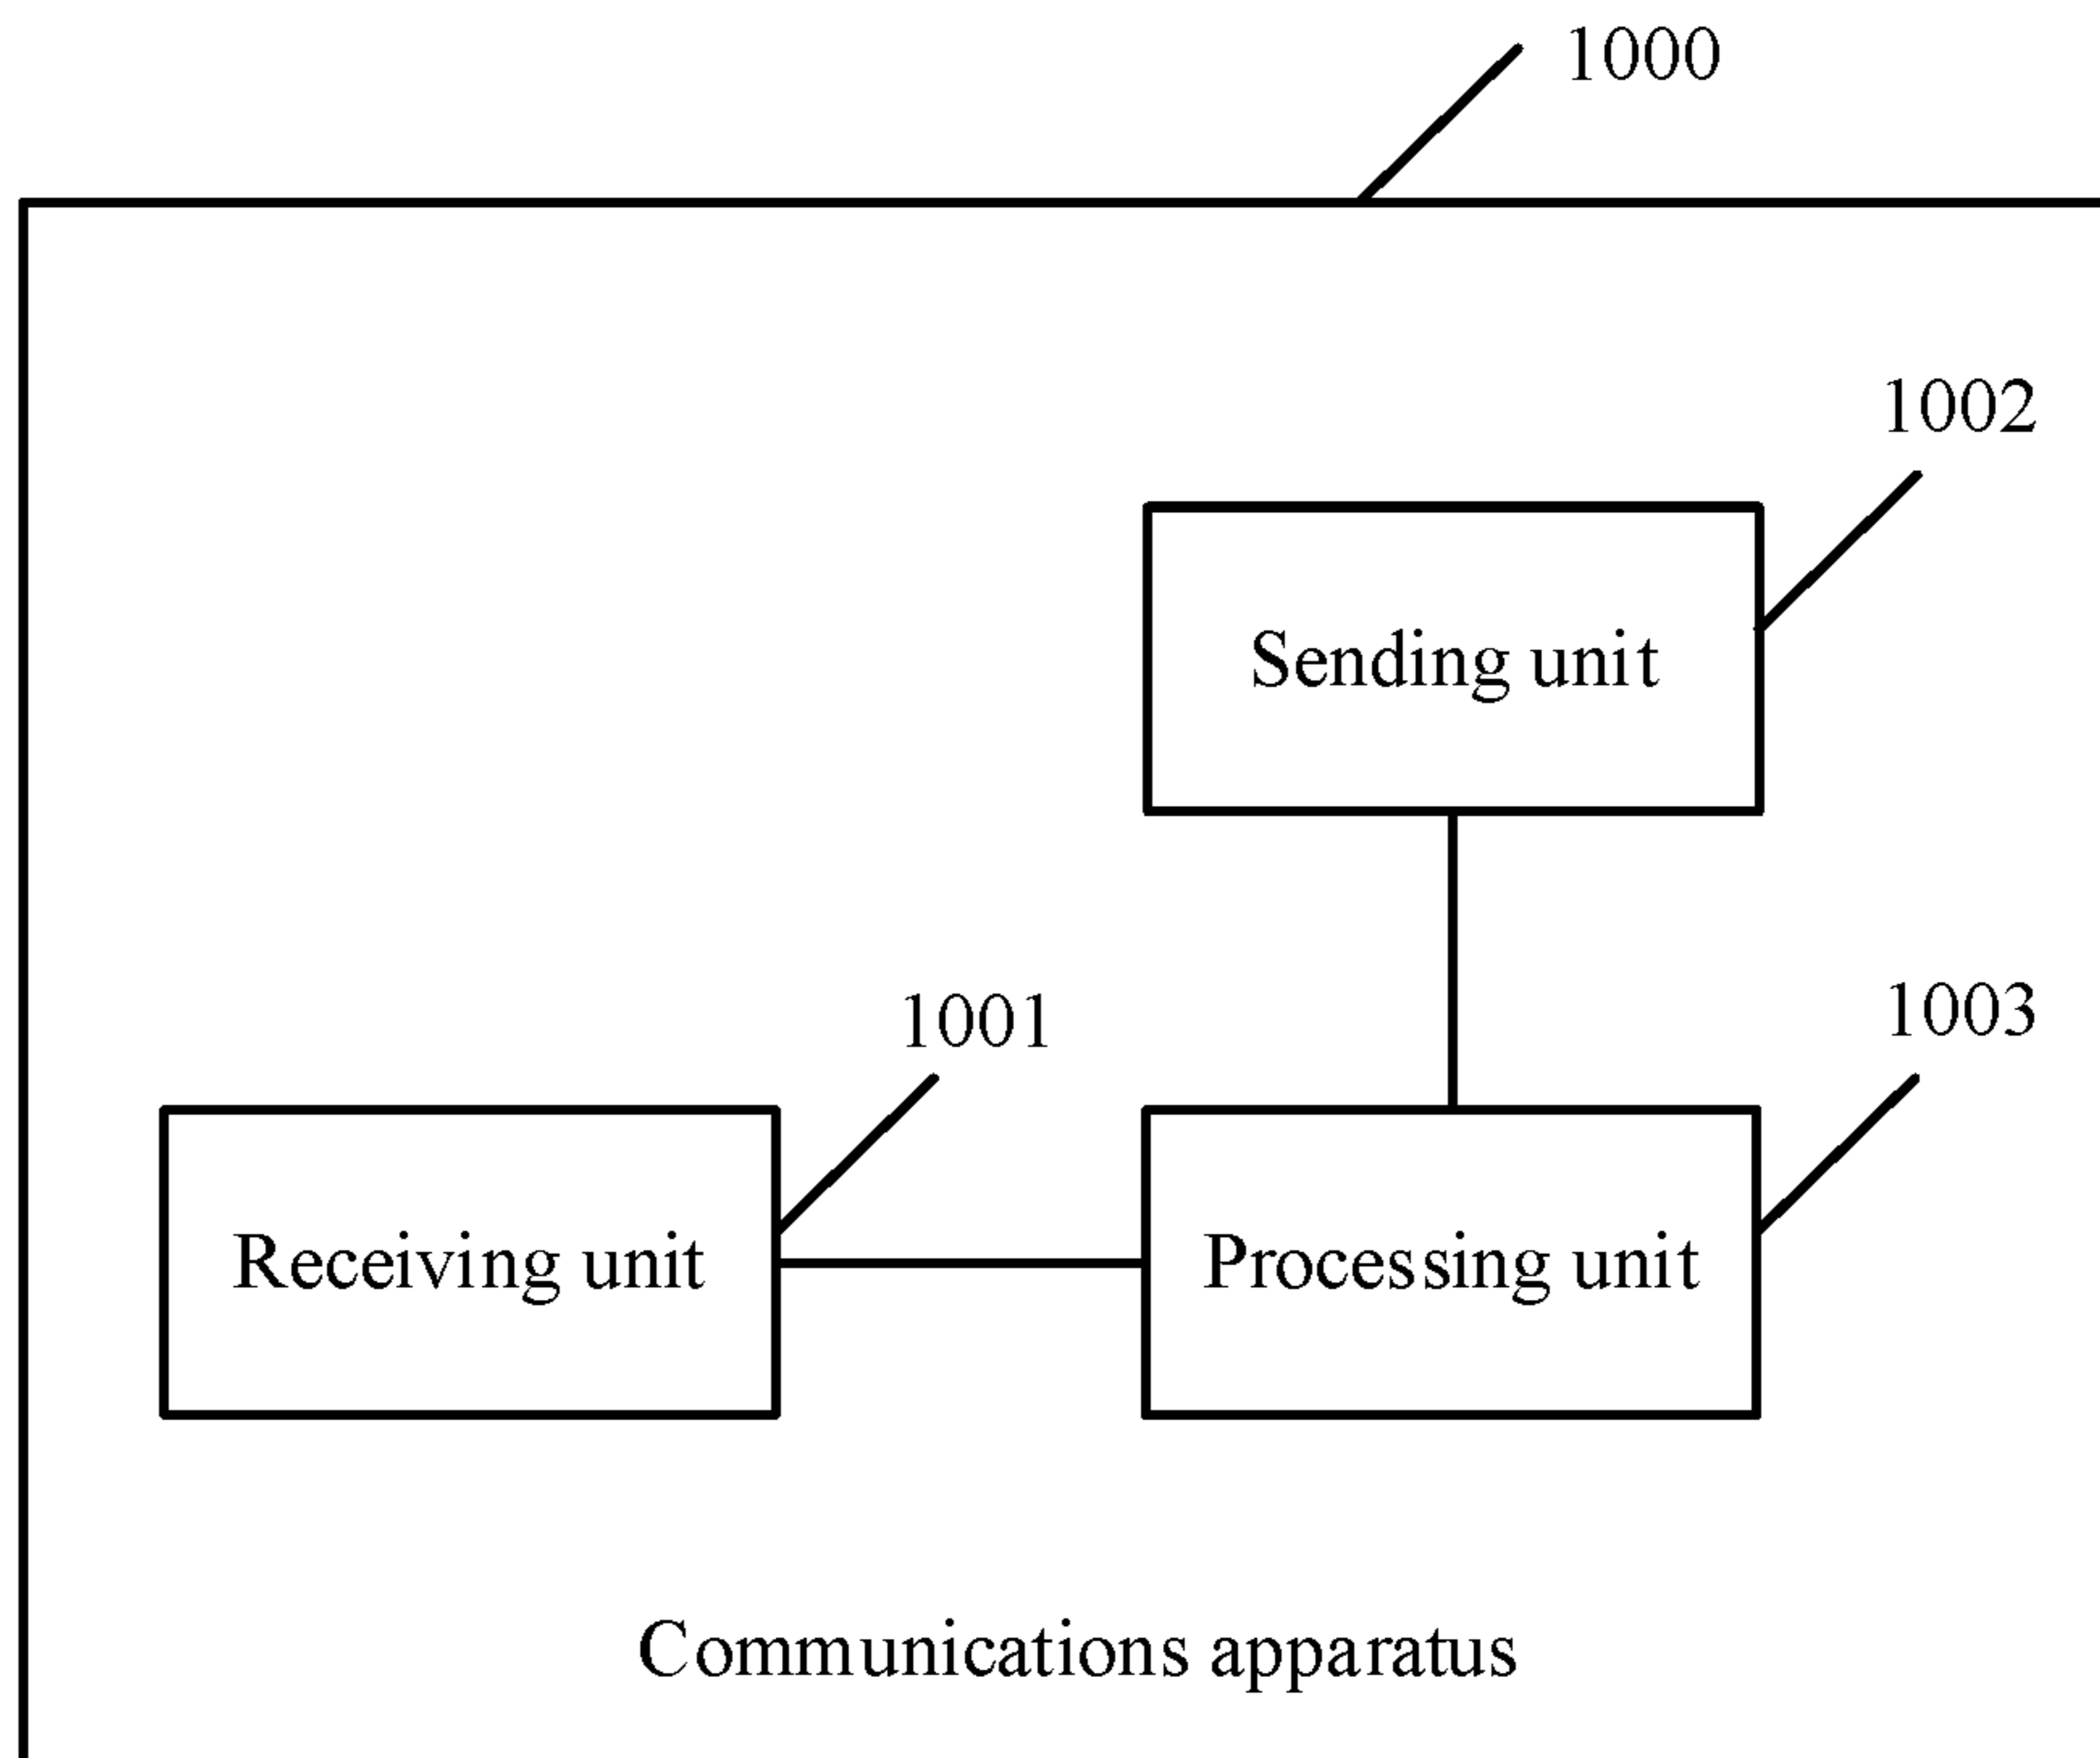 1000
1002
Sending unit
1001
1003
Receiving unit
Processing unit
Communications apparatus